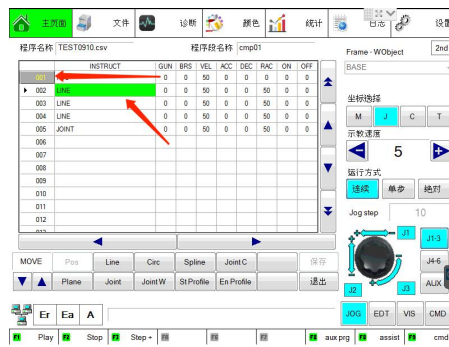 主页面 文件 诊断 颜色 统计 日志 设
程序名称 TEST0910.csv 程序段名称 cmp01
Frame - WObject 2nd
BASE
INSTRUCT GUN BRS VEL ACC DEC RAC ON OFF
001 0 0 50 0 0 0 0 0
002 LINE 0 0 50 0 0 50 0 0
003 LINE 0 0 50 0 0 50 0 0
004 LINE 0 0 50 0 0 50 0 0
005 JOINT 0 0 50 0 0 50 0 0
006
007
008
009
010
011
012
坐标选择
M J C T
示教速度
5
运行方式
连续 单步 绝对
Jog step 10
J1 J1-3
J4-6
J2 J3 AUX
MOVE Pos Line Circ Spline Joint C 保存
Plane Joint Joint W St Profile En Profile 退出
Er Ea A
JOG EDT VIS CMD
F1 Play F2 Stop F3 Step + F4 F5 F6 F7 F8 aux prg F8 assist F9 cmd